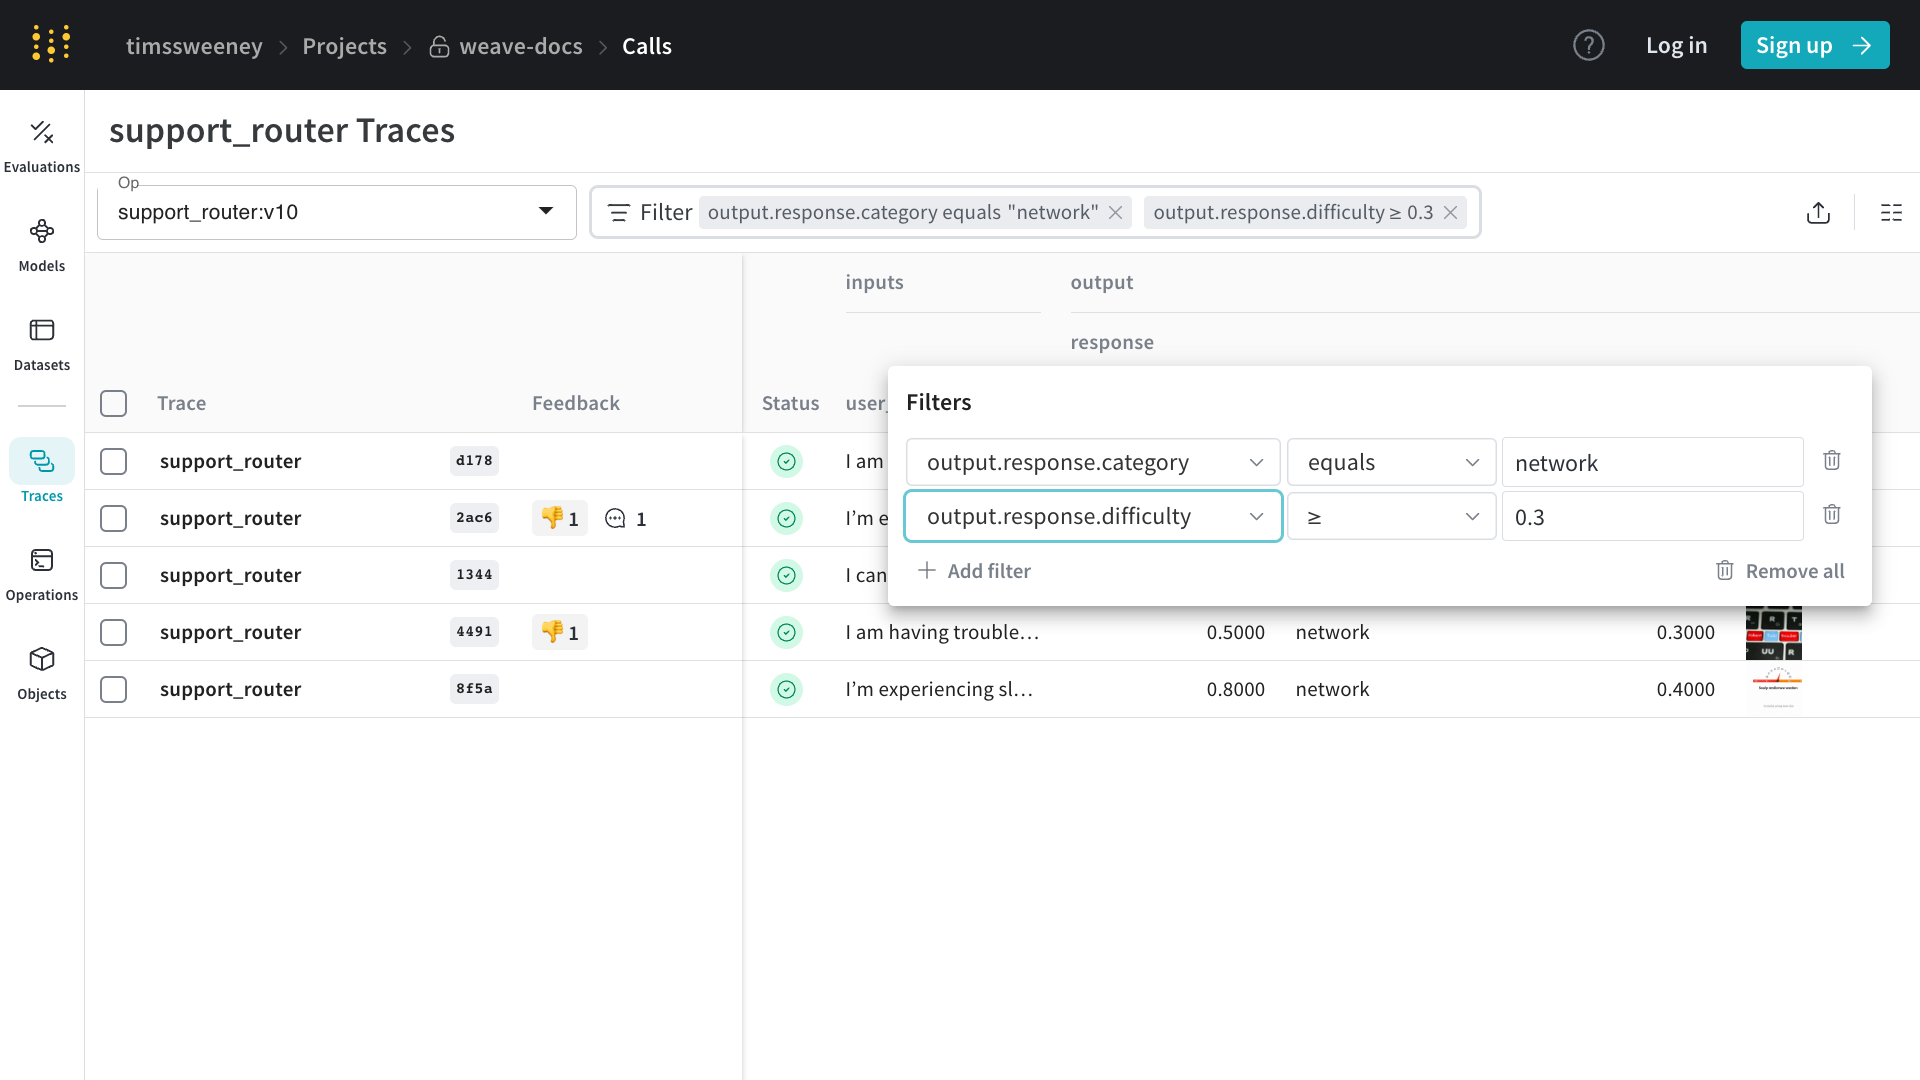 timssweeney Projects weave-docs Calls
Log in
Sign up
support_router Traces
Evaluations
Models
Datasets
Traces
Operations
Objects
Op
support_router:v10
Filter output.response.category equals "network" output.response.difficulty ≥ 0.3
inputs output
response
Trace Feedback Status user_
support_router d178 I am
support_router 2ac6 1 1 I'm e
support_router 1344 I can
support_router 4491 1 I am having trouble… 0.5000 network 0.3000
support_router 8f5a I'm experiencing sl… 0.8000 network 0.4000
Filters
output.response.category equals network
output.response.difficulty ≥ 0.3
Add filter Remove all